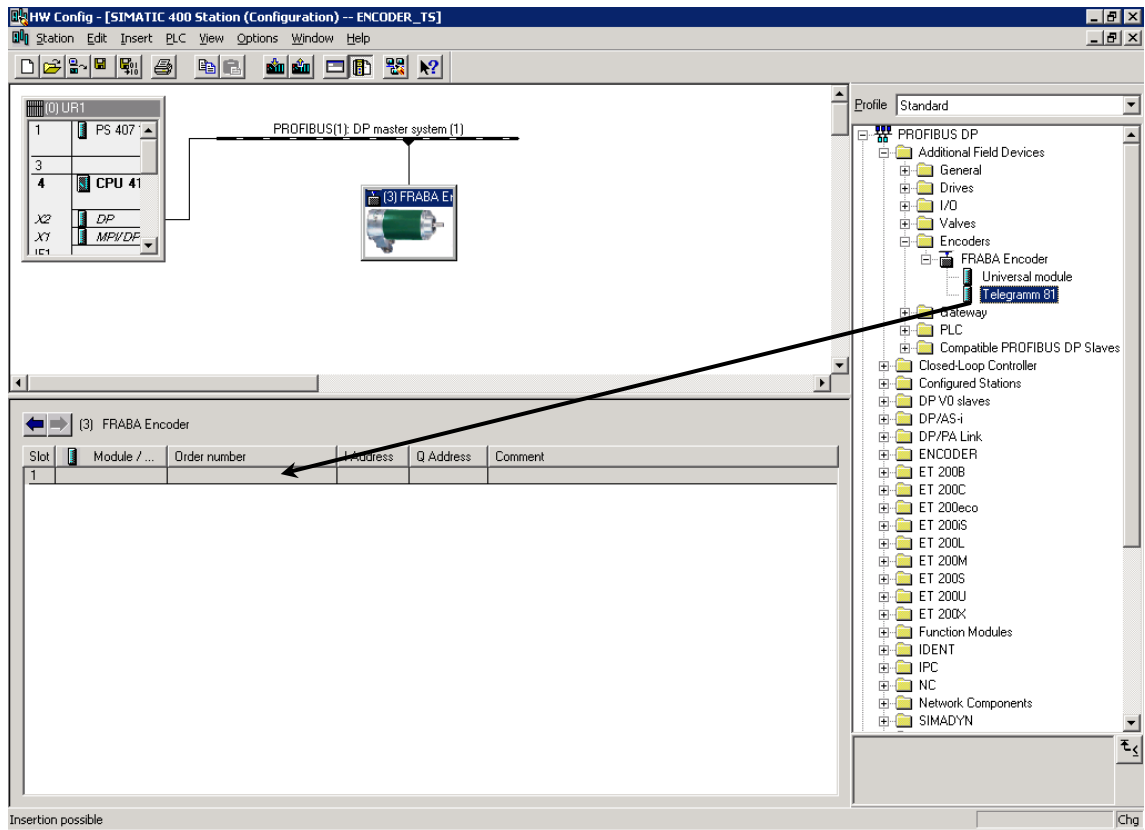 HW Config - [SIMATIC 400 Station (Configuration) -- ENCODER_TS]
Station Edit Insert PLC View Options Window Help
(0) UR1
1 PS 407
3
4 CPU 41
X2 DP
X1 MPI/DP
IF1
PROFIBUS(1): DP master system (1)
(3) FRABA En
(3) FRABA Encoder
Slot Module / ... Order number I Address Q Address Comment
1
Profile Standard
PROFIBUS DP
Additional Field Devices
General
Drives
I/O
Valves
Encoders
FRABA Encoder
Universal module
Telegramm 81
Gateway
PLC
Compatible PROFIBUS DP Slaves
Closed-Loop Controller
Configured Stations
DP V0 slaves
DP/AS-i
DP/PA Link
ENCODER
ET 200B
ET 200C
ET 200eco
ET 200iS
ET 200L
ET 200M
ET 200S
ET 200U
ET 200X
Function Modules
IDENT
IPC
NC
Network Components
SIMADYN
Insertion possible
Chg